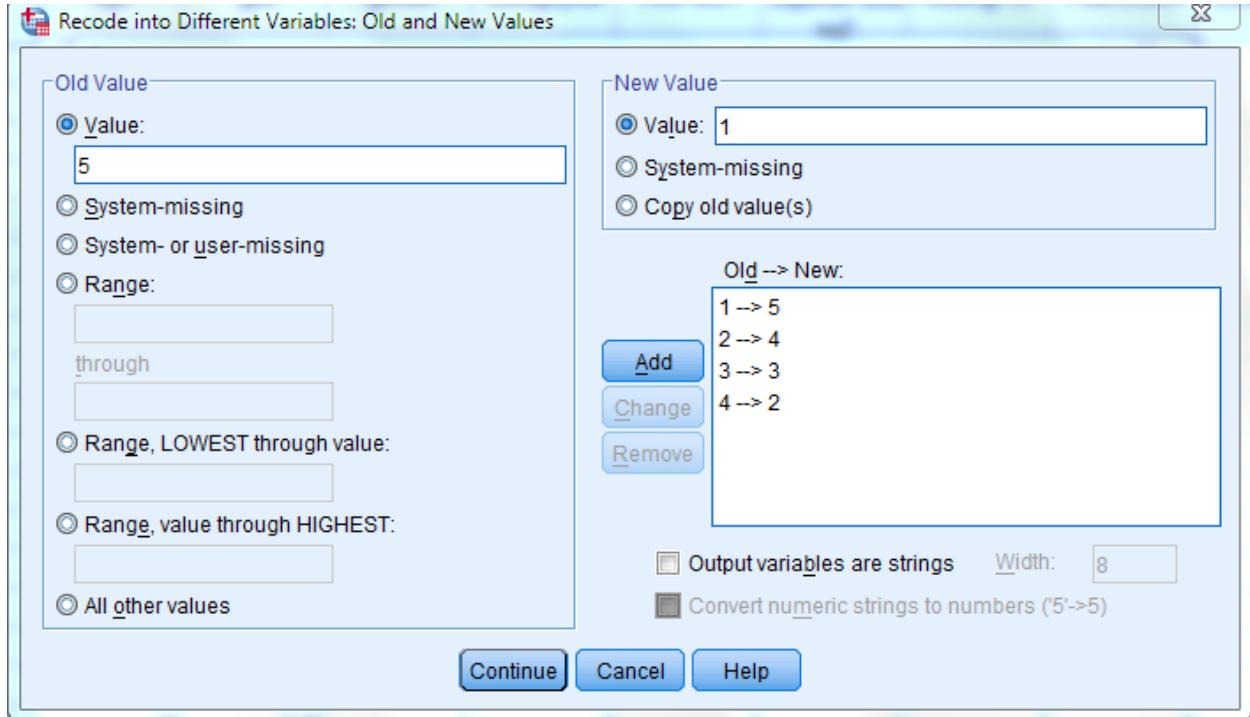 Recode into Different Variables: Old and New Values
Old Value
Value:
5
System-missing
System- or user-missing
Range:
through
Range, LOWEST through value:
Range, value through HIGHEST:
All other values
New Value
Value: 1
System-missing
Copy old value(s)
Old --> New:
1 --> 5
2 --> 4
3 --> 3
4 --> 2
Add
Change
Remove
Output variables are strings Width: 8
Convert numeric strings to numbers ('5'->5)
Continue Cancel Help